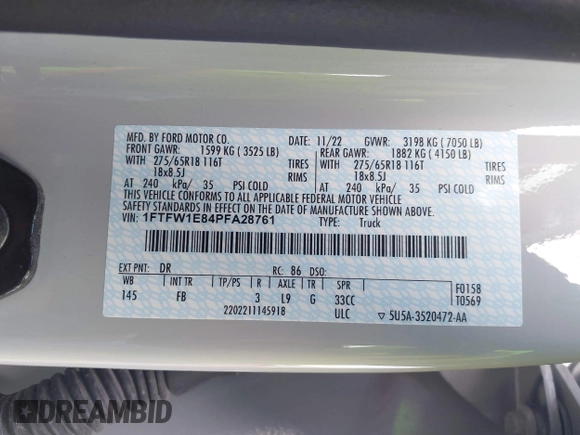 MFD. BY FORD MOTOR CO.
11/22 GVWR: 3198 KG ( 7050 LB)
FRONT GAWR: 1599 KG ( 3525 LB) REAR GAWR: 1882 KG ( 4150 LB)
WITH 275/65R18 116T TIRES WITH 275/65R18 116T TIRES
18x8.5J RIMS 18x8.5J RIMS
AT 240 kPa/ 35 PSI COLD AT 240 kPa/ 35 PSI COLD
THIS VEHICLE CONFORMS TO ALL APPLICABLE FEDERAL MOTOR VEHICLE
SAFETY AND THEFT PREVENTION STANDARDS IN EFFECT ON THE DATE OF MANUFACTURE SHOWN ABOVE.
VIN: 1FTFW1E84PFA28761 TYPE: Truck
EXT PNT: DR RC: 86 DSO:
WB INT TR TP/PS R AXLE TR SPR F0158
145 FB 3 L9 G 33CC T0569
2202211145918 ULC ▽ 5U5A-3520472-AA
DREAMBID